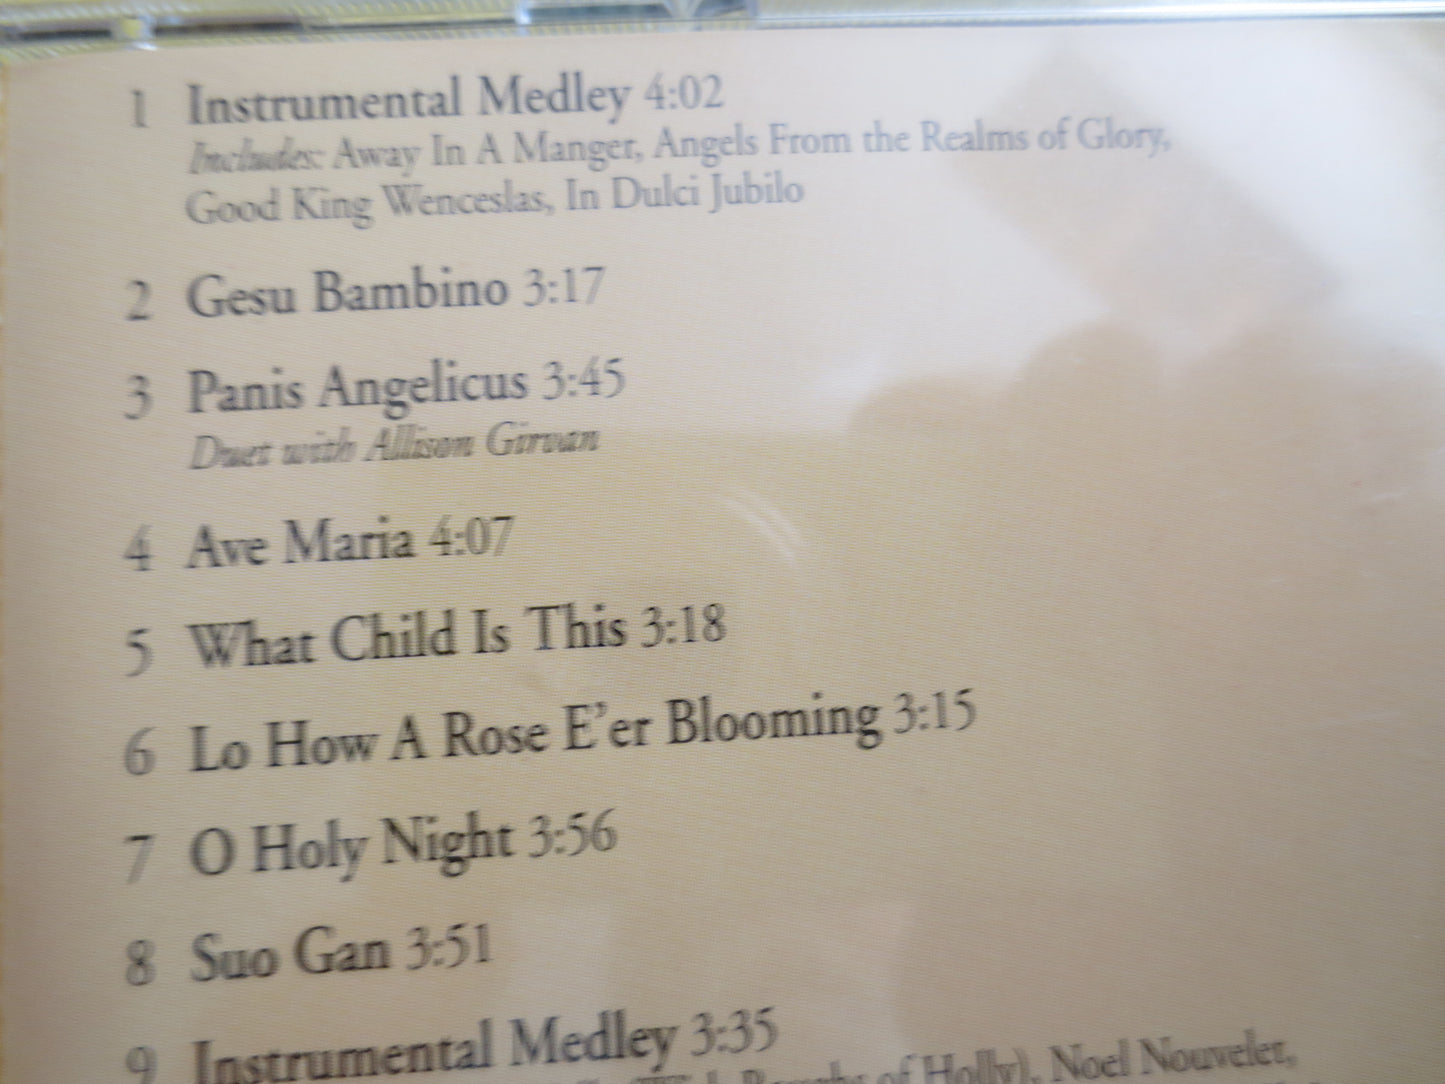 1 Instrumental Medley 4:02
Includes: Away In A Manger, Angels From the Realms of Glory,
Good King Wenceslas, In Dulci Jubilo
2 Gesu Bambino 3:17
3 Panis Angelicus 3:45
Duet with Allison Girvan
4 Ave Maria 4:07
5 What Child Is This 3:18
6 Lo How A Rose E'er Blooming 3:15
7 O Holy Night 3:56
8 Suo Gan 3:51
9 Instrumental Medley 3:35
of Holly), Noel Nouvelet,